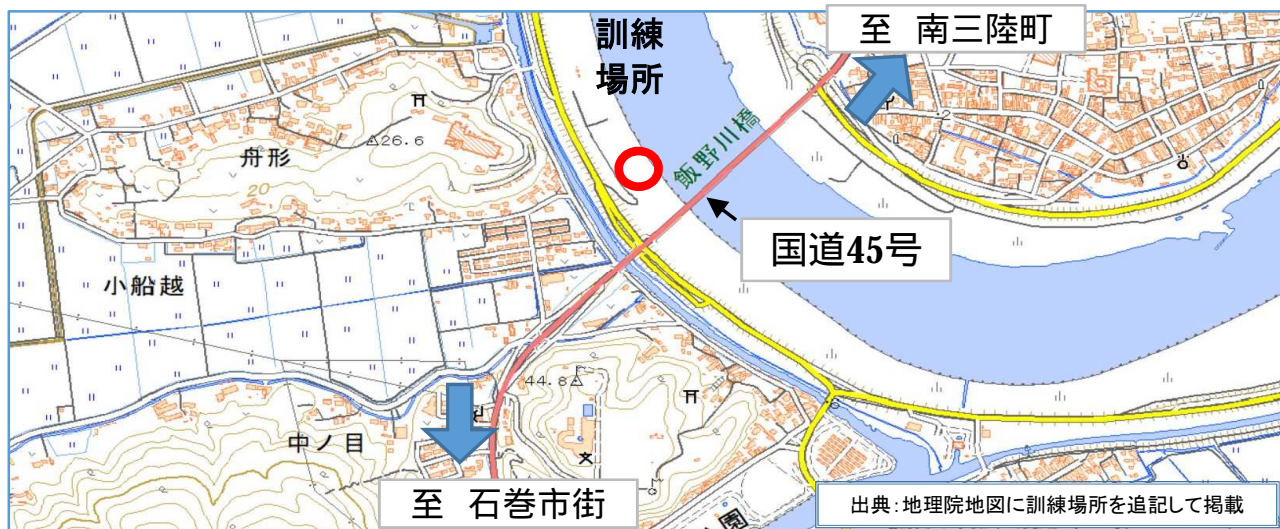 訓練
場所
至 南三陸町
飯野川橋
国道45号
舟形
26.6
20
小船越
44.8
中ノ目
至 石巻市街
園
2
出典:地理院地図に訓練場所を追記して掲載